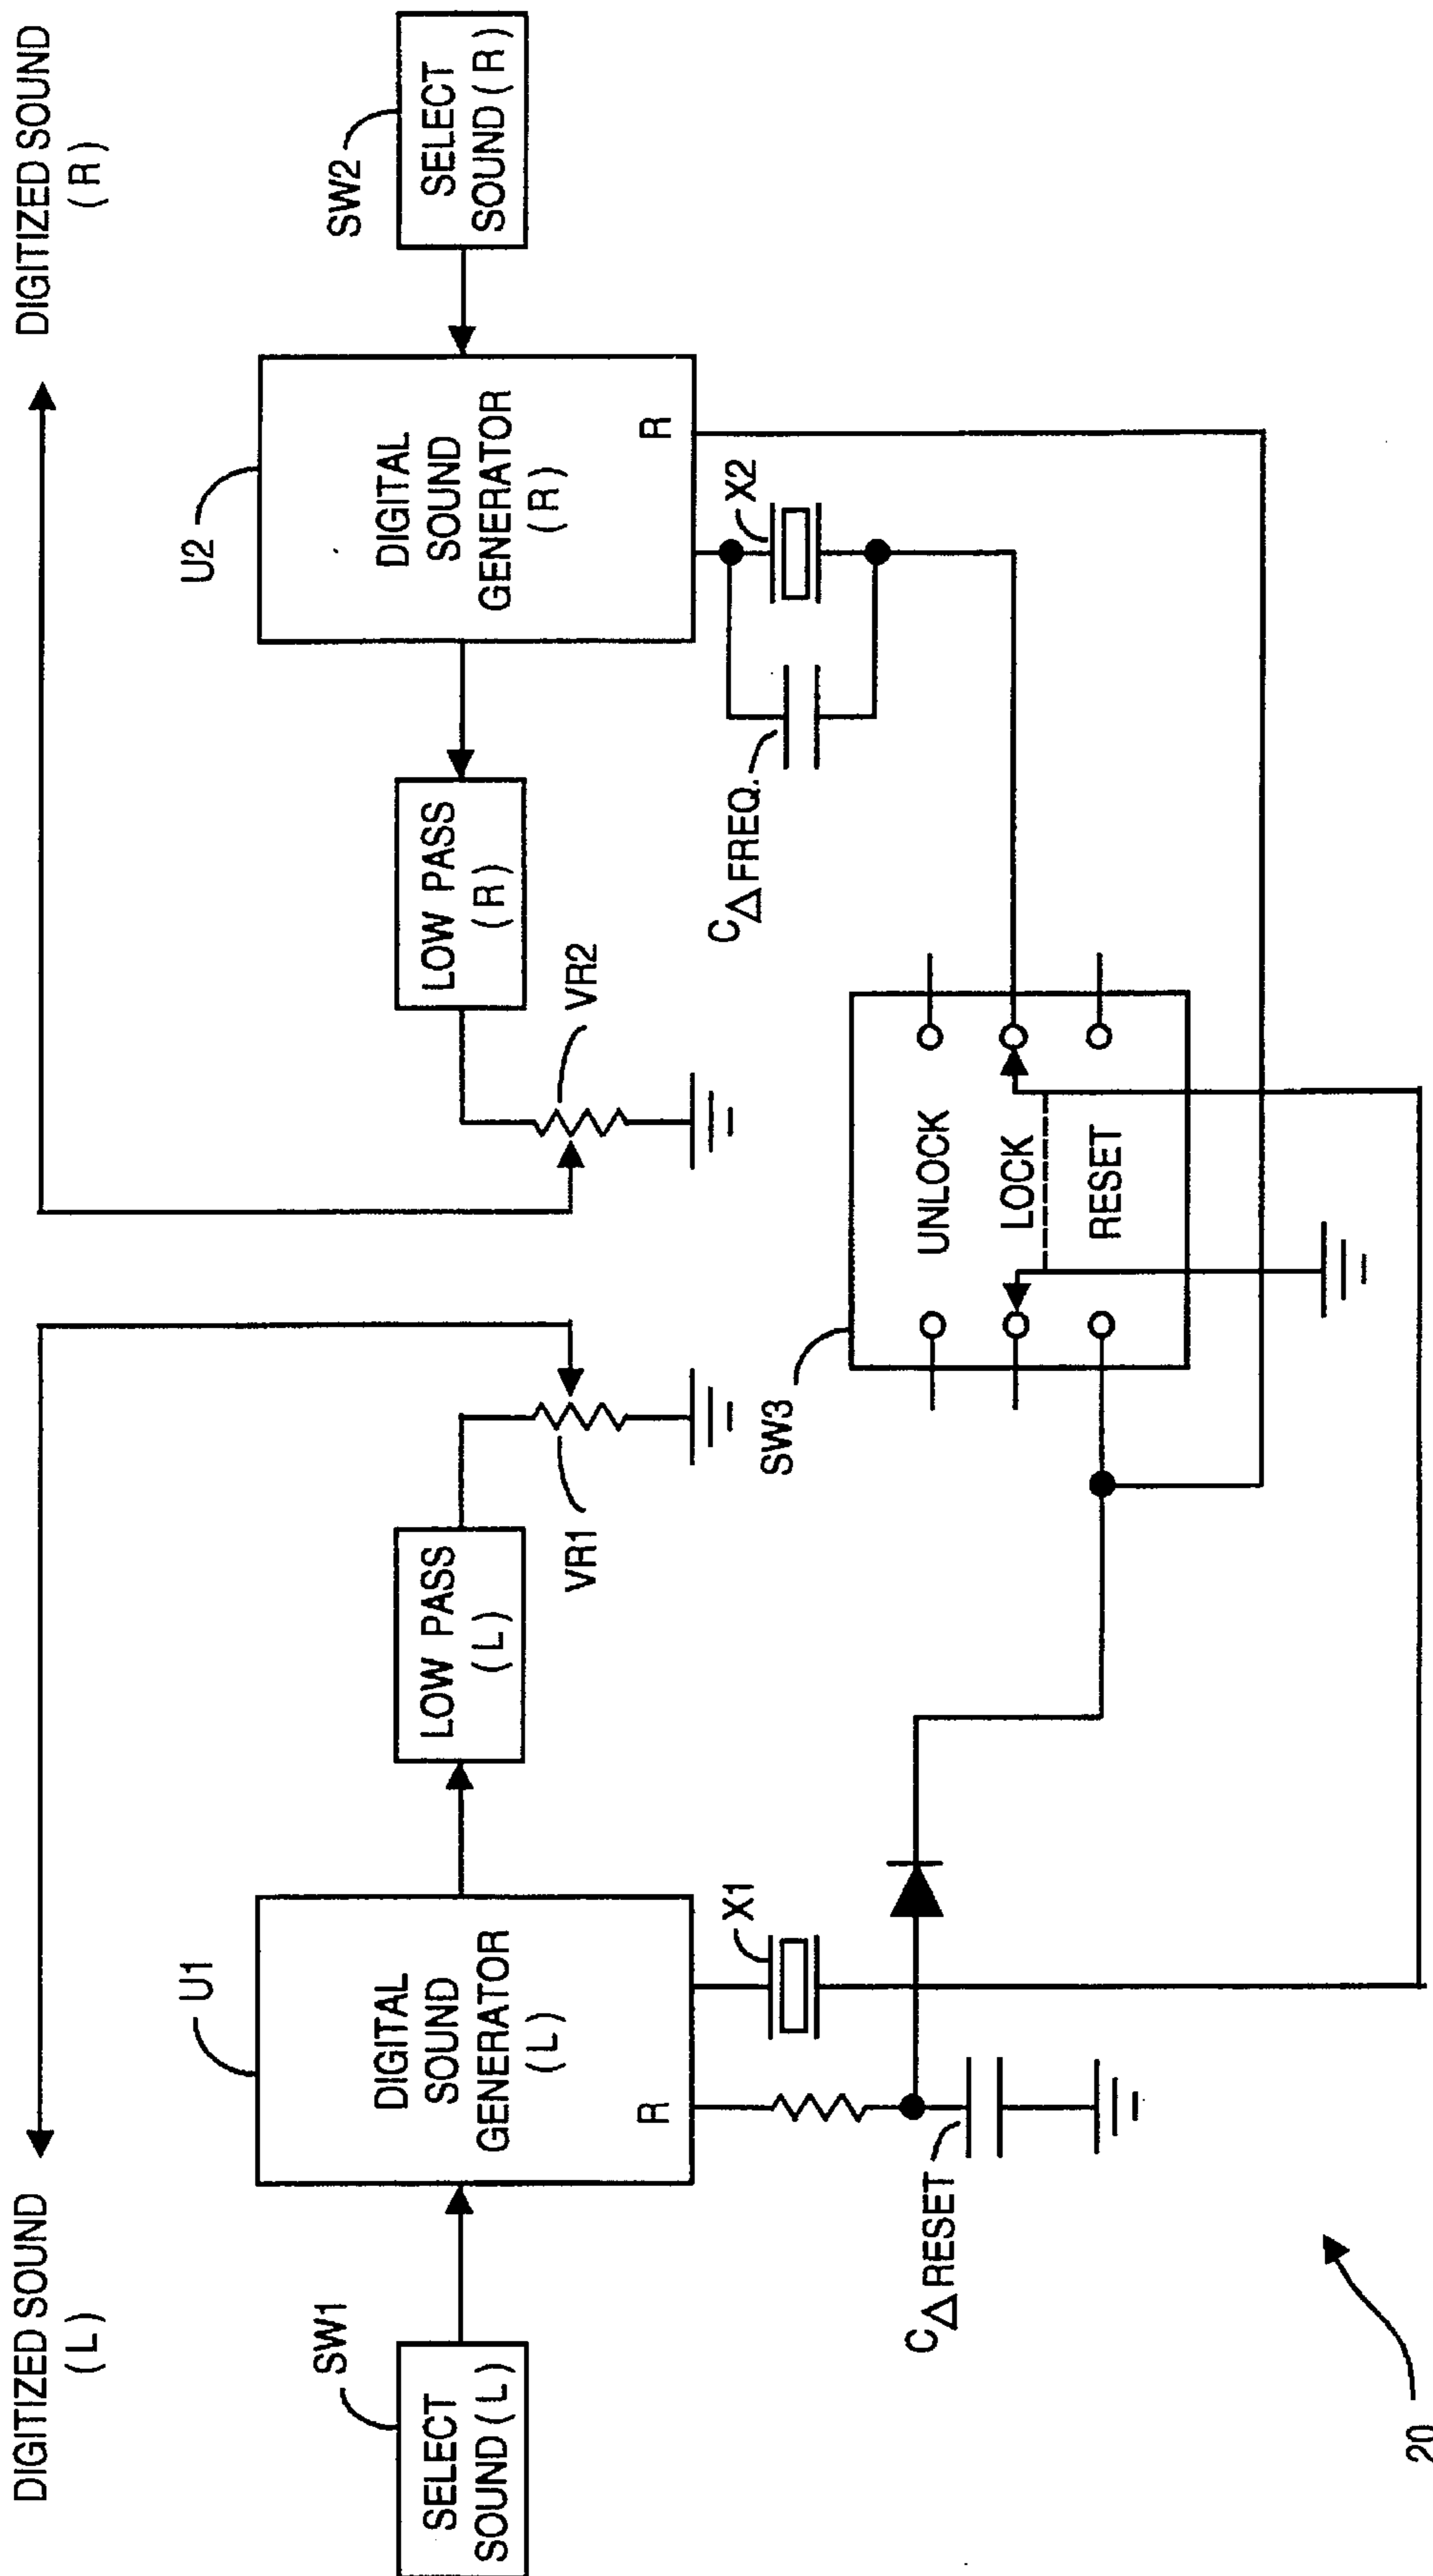 DIGITIZED SOUND
(L)
DIGITIZED SOUND
(R)
SW1
SELECT
SOUND (L)
U1
DIGITAL
SOUND
GENERATOR
(L)
R
LOW PASS
(L)
VR1
LOW PASS
(R)
VR2
U2
DIGITAL
SOUND
GENERATOR
(R)
R
SW2
SELECT
SOUND (R)
X1
X2
C△RESET
C△FREQ.
SW3
UNLOCK
LOCK
RESET
20